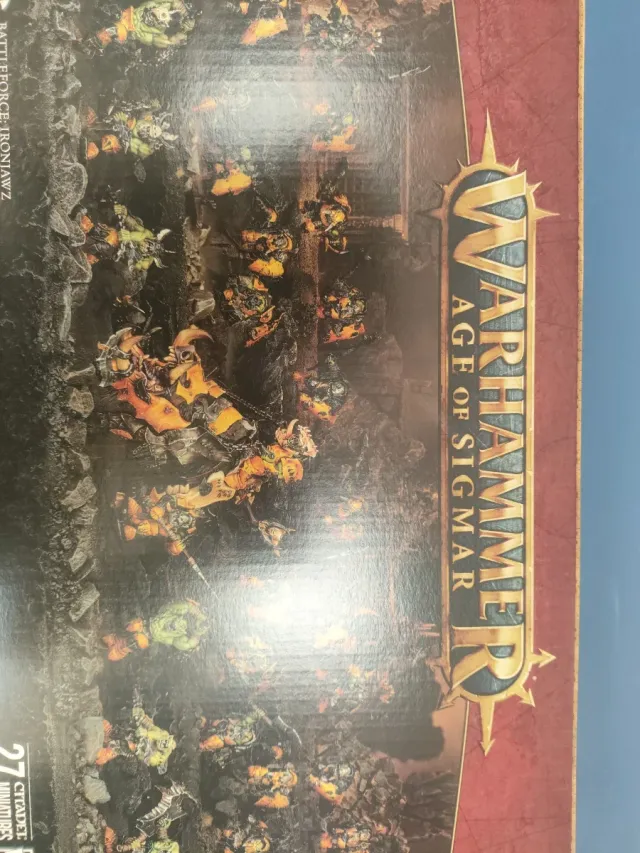 WARHAMMER
AGE OF SIGMAR
BATTLEFORCE: IRONJAWZ
27 CITADEL
MINIATURES